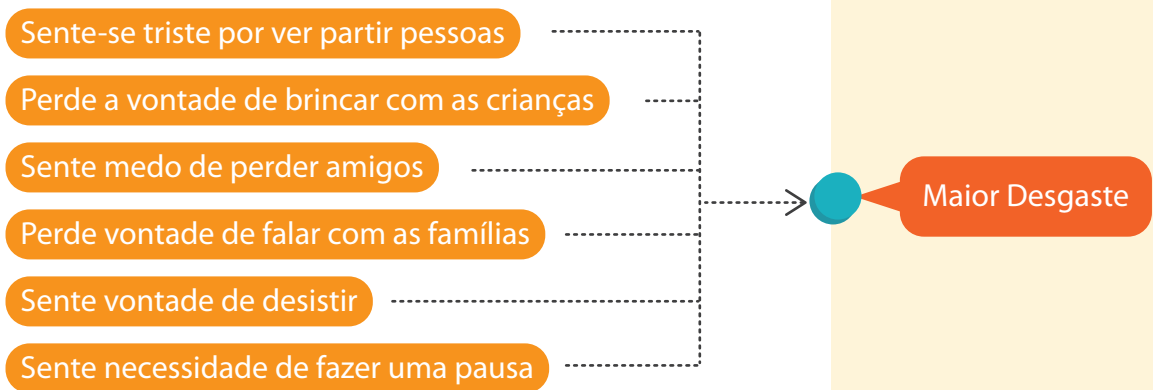 Sente-se triste por ver partir pessoas
Perde a vontade de brincar com as crianças
Sente medo de perder amigos
Perde vontade de falar com as famílias
Sente vontade de desistir
Sente necessidade de fazer uma pausa
Maior Desgaste